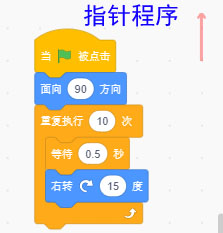 指针程序
当 被点击
面向 90 方向
重复执行 10 次
等待 0.5 秒
右转 15 度